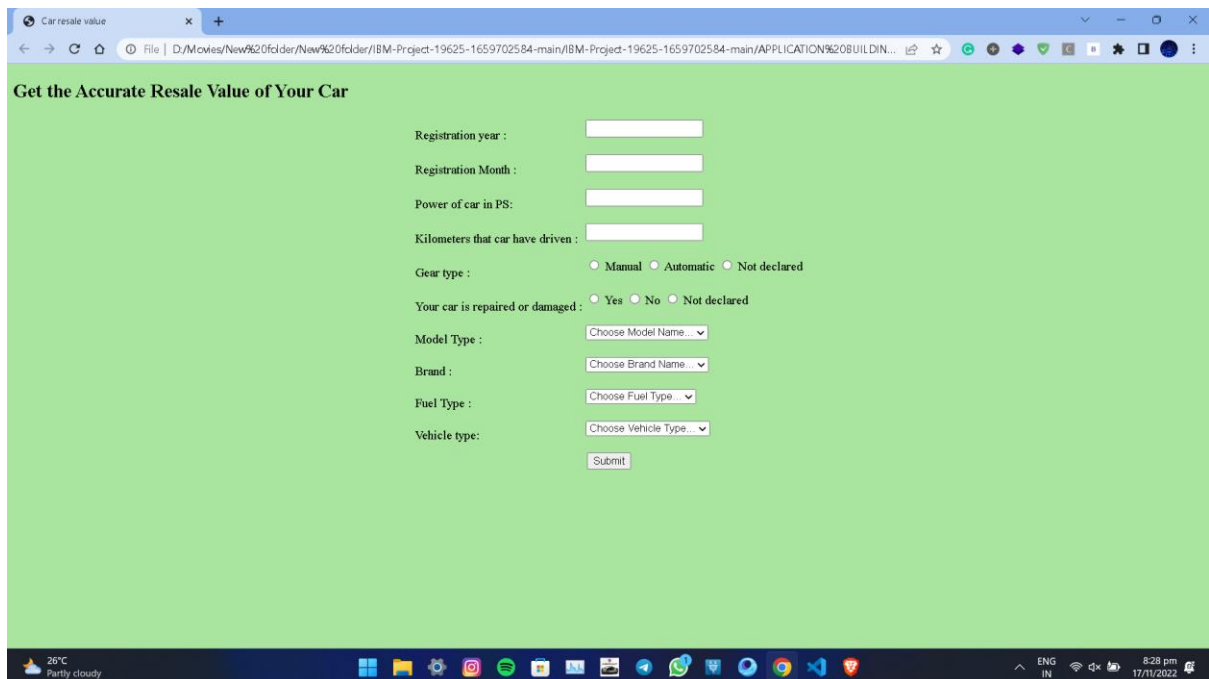 Car resale value
File | D:/Movies/New%20folder/New%20folder/IBM-Project-19625-1659702584-main/IBM-Project-19625-1659702584-main/APPLICATION%20BUILDIN...
Get the Accurate Resale Value of Your Car
Registration year :
Registration Month :
Power of car in PS:
Kilometers that car have driven :
Gear type : Manual Automatic Not declared
Your car is repaired or damaged : Yes No Not declared
Model Type : Choose Model Name...
Brand : Choose Brand Name...
Fuel Type : Choose Fuel Type...
Vehicle type: Choose Vehicle Type...
Submit
26°C
Partly cloudy
ENG
IN
8:28 pm
17/11/2022